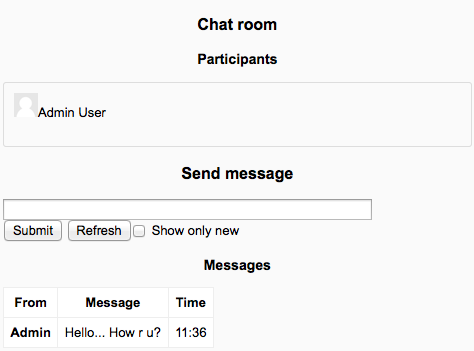 Chat room
Participants
Admin User
Send message
Submit Refresh Show only new
Messages
From Message Time
Admin Hello... How r u? 11:36